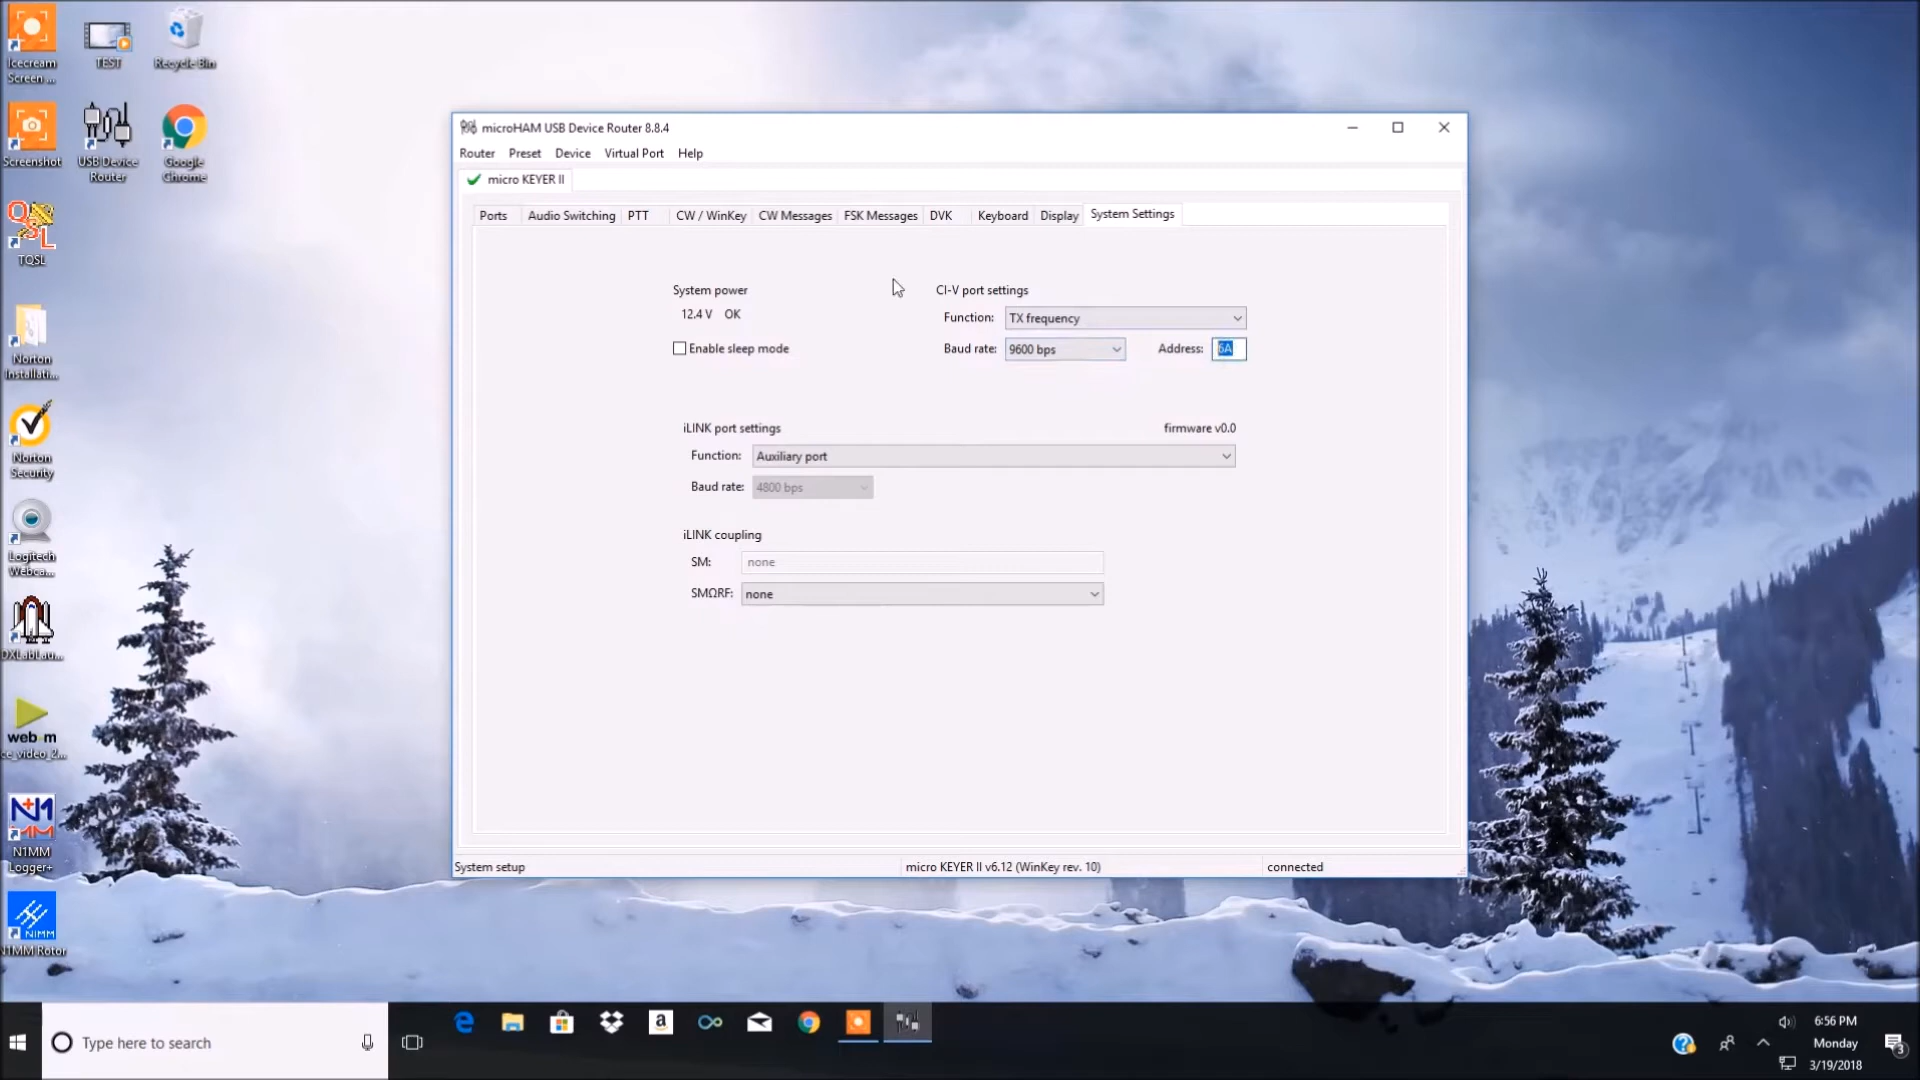 Icecream
Screen ...
TEST
Recycle Bin
Screenshot
USB Device
Router
Google
Chrome
TQSL
Norton
Installati...
Norton
Security
Logitech
Webca...
DXLabLau...
web m
ce_video_2...
N1MM
Logger+
N1MM Rotor
microHAM USB Device Router 8.8.4
Router Preset Device Virtual Port Help
micro KEYER II
Ports Audio Switching PTT CW / WinKey CW Messages FSK Messages DVK Keyboard Display System Settings
System power
12.4 V OK
Enable sleep mode
CI-V port settings
Function: TX frequency
Baud rate: 9600 bps Address: 6A
iLINK port settings firmware v0.0
Function: Auxiliary port
Baud rate: 4800 bps
iLINK coupling
SM: none
SMΩRF: none
System setup micro KEYER II v6.12 (WinKey rev. 10) connected
Type here to search
6:56 PM
Monday
3/19/2018
3